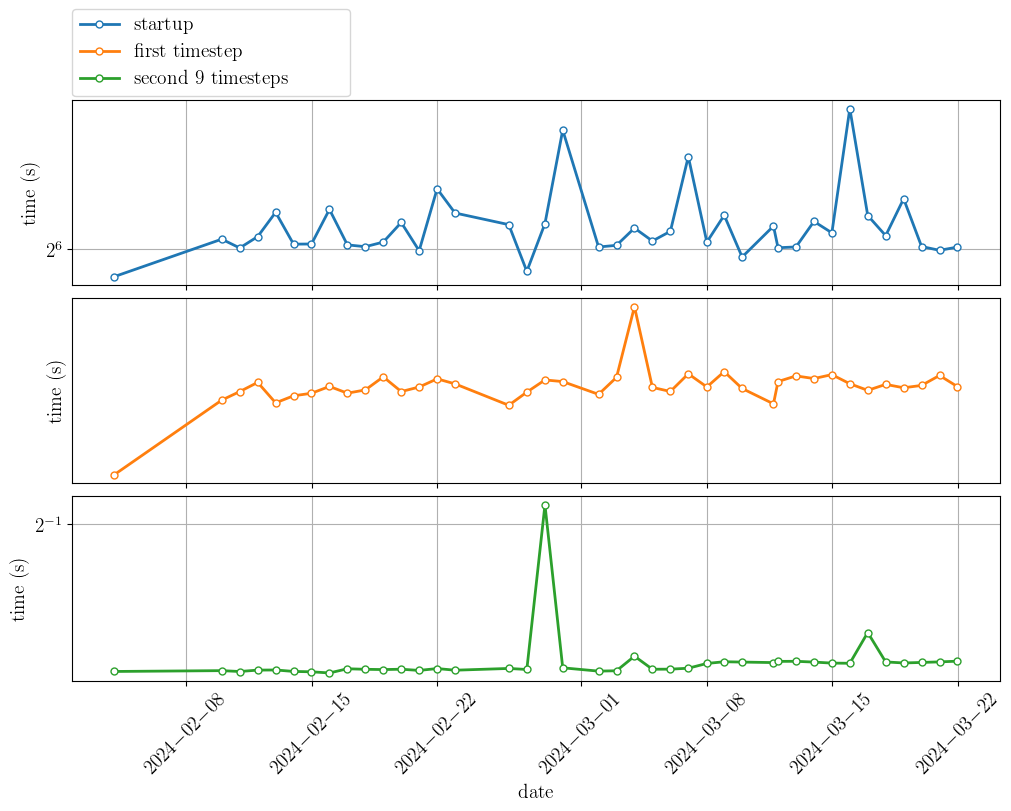 startup
first timestep
second 9 timesteps
time (s)
2^6
time (s)
time (s)
2^{-1}
2024−02−08
2024−02−15
2024−02−22
2024−03−01
2024−03−08
2024−03−15
2024−03−22
date